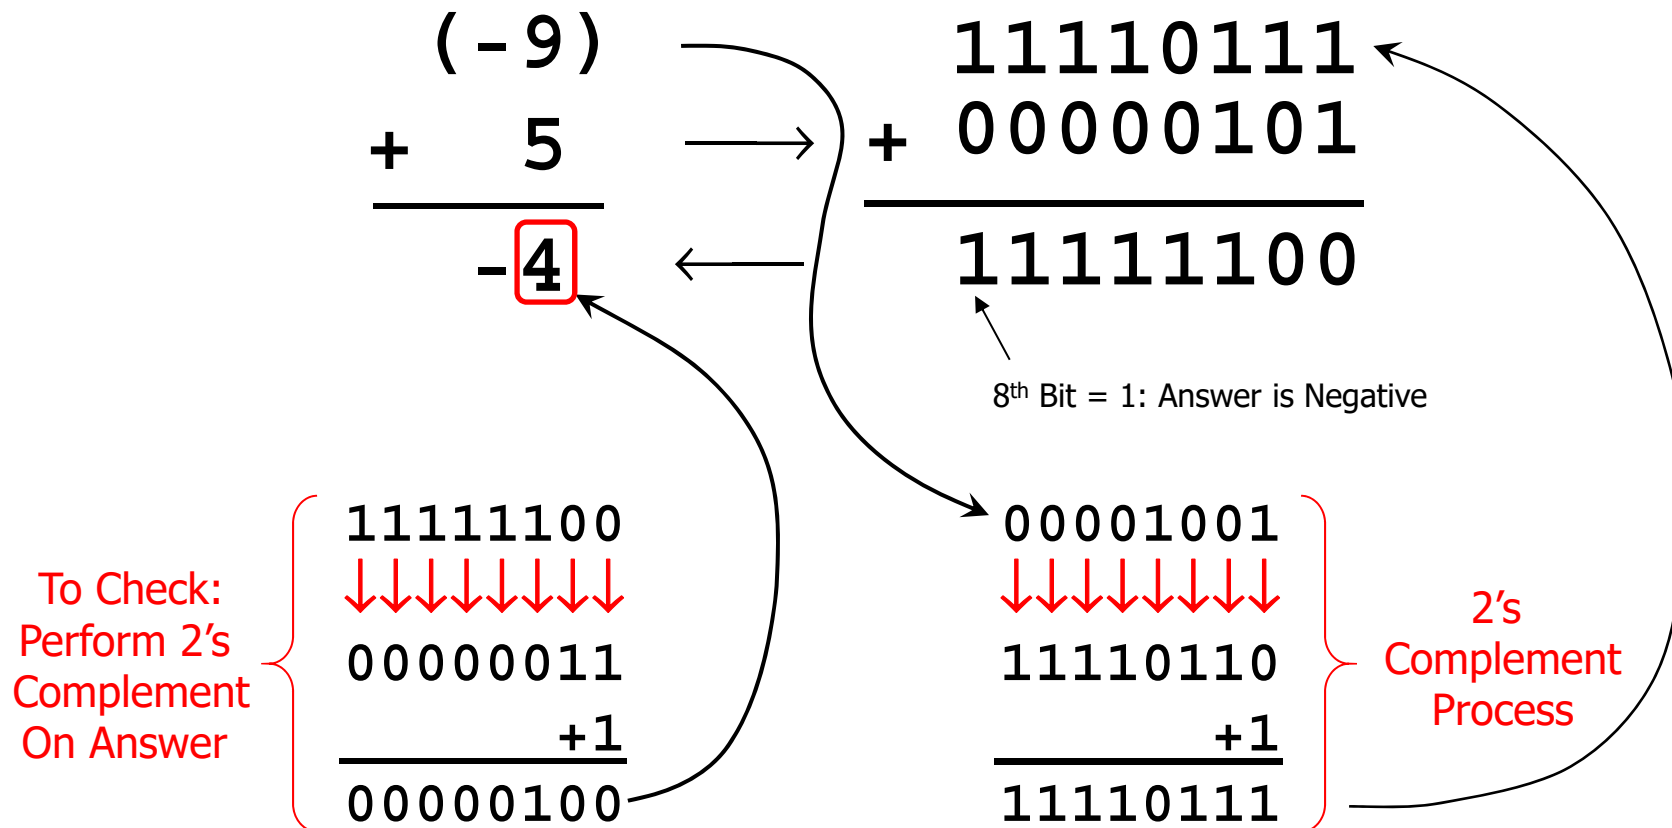 (-9)
+ 5
-4
11110111
+ 00000101
11111100
8th Bit = 1: Answer is Negative
To Check:
Perform 2's
Complement
On Answer
11111100
00000011
+1
00000100
00001001
11110110
+1
11110111
2's
Complement
Process